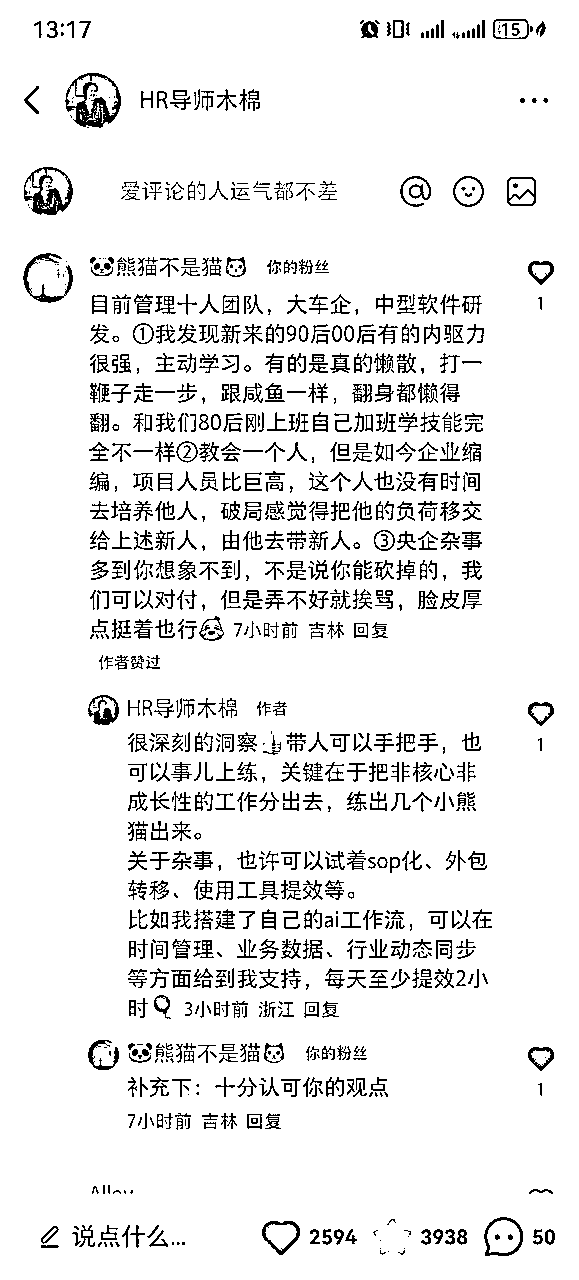 13:17
15
HR导师木棉
爱评论的人运气都不差
🐼熊猫不是猫🐱 你的粉丝
目前管理十人团队，大车企，中型软件研
发。①我发现新来的90后00后有的内驱力
很强，主动学习。有的是真的懒散，打一
鞭子走一步，跟咸鱼一样，翻身都懒得
翻。和我们80后刚上班自己加班学技能完
全不一样②教会一个人，但是如今企业缩
编，项目人员比巨高，这个人也没有时间
去培养他人，破局感觉得把他的负荷移交
给上述新人，由他去带新人。③央企杂事
多到你想象不到，不是说你能砍掉的，我
们可以对付，但是弄不好就挨骂，脸皮厚
点挺着也行 7小时前 吉林 回复
1
作者赞过
HR导师木棉 作者
很深刻的洞察👍带人可以手把手，也
可以事儿上练，关键在于把非核心非
成长性的工作分出去，练出几个小熊
猫出来。
关于杂事，也许可以试着sop化、外包
转移、使用工具提效等。
比如我搭建了自己的ai工作流，可以在
时间管理、业务数据、行业动态同步
等方面给到我支持，每天至少提效2小
时 3小时前 浙江 回复
1
🐼熊猫不是猫🐱 你的粉丝
补充下：十分认可你的观点
7小时前 吉林 回复
1
说点什么... 2594 3938 50